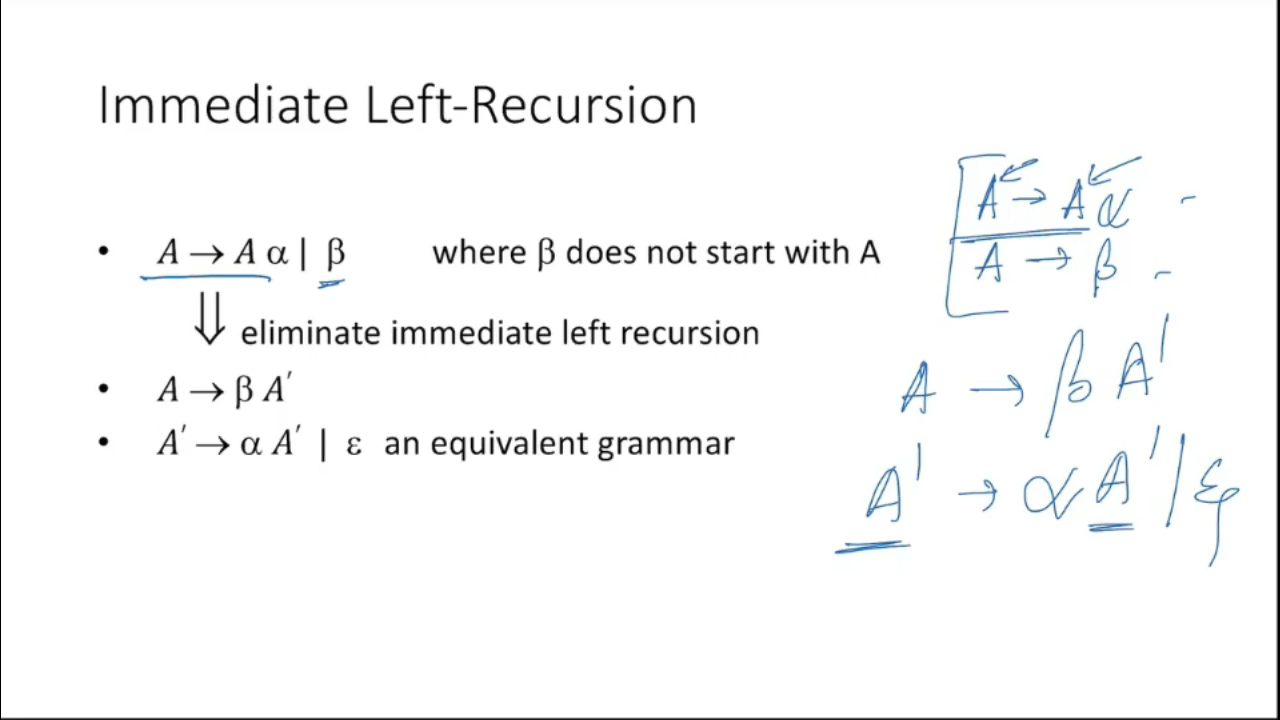 Immediate Left-Recursion
• A → A α | β where β does not start with A
⇓ eliminate immediate left recursion
• A → β A′
• A′ → α A′ | ε an equivalent grammar
A → A α
A → β
A → β A′
A′ → α A′ | ε